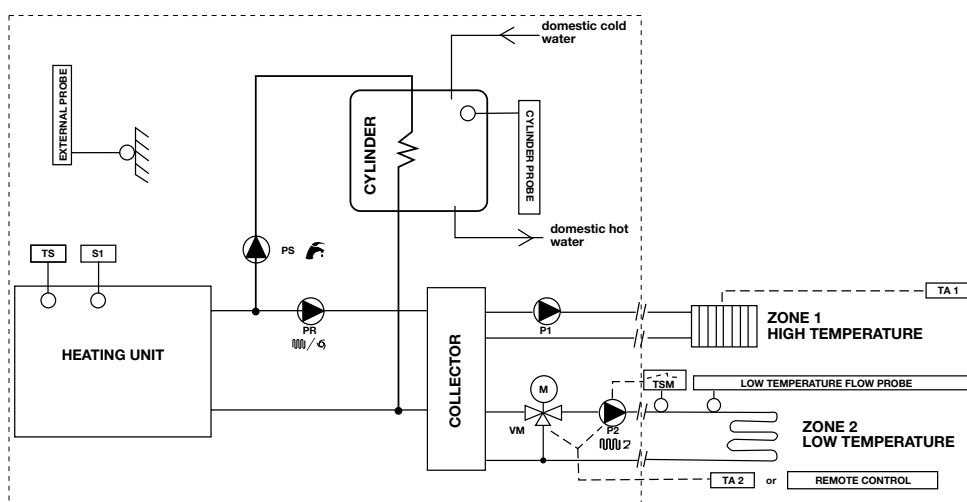 domestic cold
water
EXTERNAL PROBE
CYLINDER
CYLINDER PROBE
domestic hot
water
PS
TS
S1
HEATING UNIT
PR
COLLECTOR
P1
TA 1
ZONE 1
HIGH TEMPERATURE
M
VM
P2
TSM
LOW TEMPERATURE FLOW PROBE
ZONE 2
LOW TEMPERATURE
TA 2 or REMOTE CONTROL